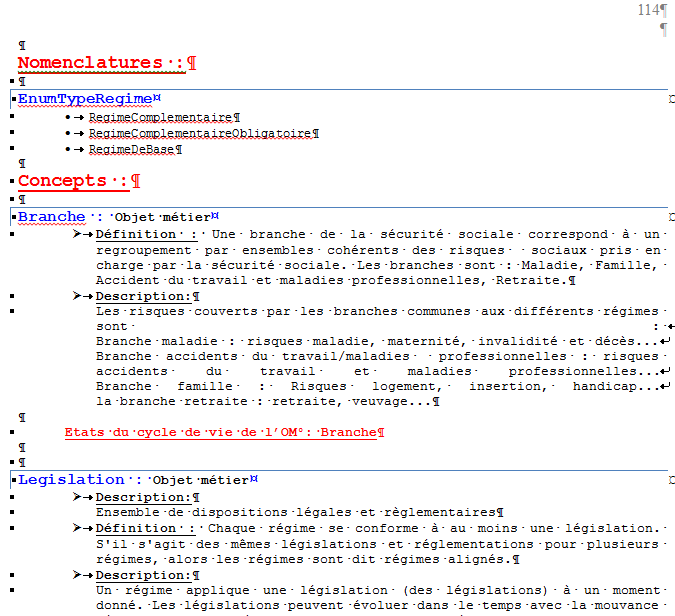 114
Nomenclatures :
EnumTypeRegime
• RegimeComplementaire
• RegimeComplementaireObligatoire
• RegimeDeBase
Concepts :
Branche : Objet métier
➤ Définition : Une branche de la sécurité sociale correspond à un
regroupement par ensembles cohérents des risques sociaux pris en
charge par la sécurité sociale. Les branches sont : Maladie, Famille,
Accident du travail et maladies professionnelles, Retraite.
➤ Description:
Les risques couverts par les branches communes aux différents régimes
sont :
Branche maladie : risques maladie, maternité, invalidité et décès...
Branche accidents du travail/maladies professionnelles : risques
accidents du travail et maladies professionnelles...
Branche famille : Risques logement, insertion, handicap...
la branche retraite : retraite, veuvage...
Etats du cycle de vie de l'OM : Branche
Legislation : Objet métier
➤ Description:
Ensemble de dispositions légales et règlementaires
➤ Définition : Chaque régime se conforme à au moins une législation.
S'il s'agit des mêmes législations et réglementations pour plusieurs
régimes, alors les régimes sont dit régimes alignés.
➤ Description:
Un régime applique une législation (des législations) à un moment
donné. Les législations peuvent évoluer dans le temps avec la mouvance